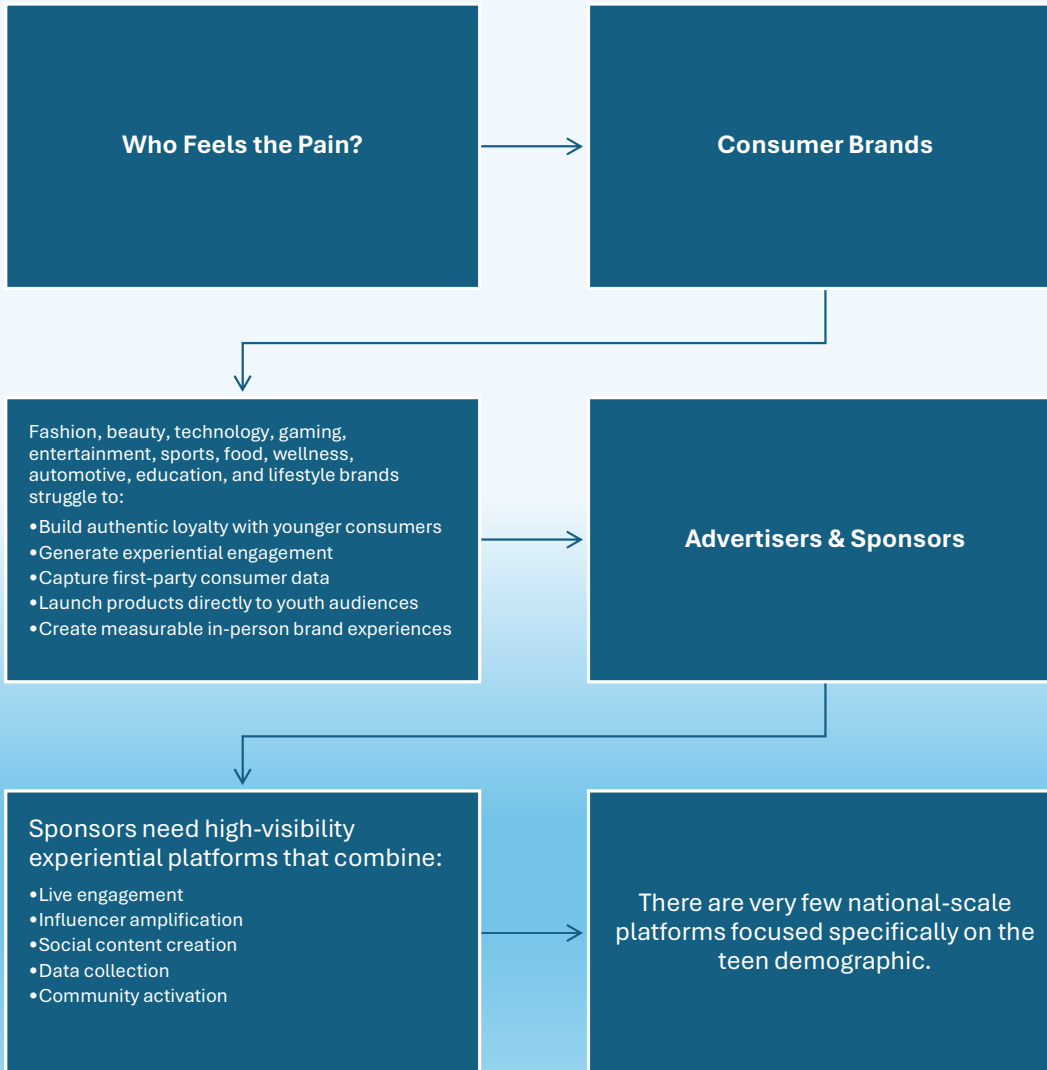 Who Feels the Pain?
Consumer Brands
Fashion, beauty, technology, gaming,
entertainment, sports, food, wellness,
automotive, education, and lifestyle brands
struggle to:
•Build authentic loyalty with younger consumers
•Generate experiential engagement
•Capture first-party consumer data
•Launch products directly to youth audiences
•Create measurable in-person brand experiences
Advertisers & Sponsors
Sponsors need high-visibility
experiential platforms that combine:
•Live engagement
•Influencer amplification
•Social content creation
•Data collection
•Community activation
There are very few national-scale
platforms focused specifically on the
teen demographic.